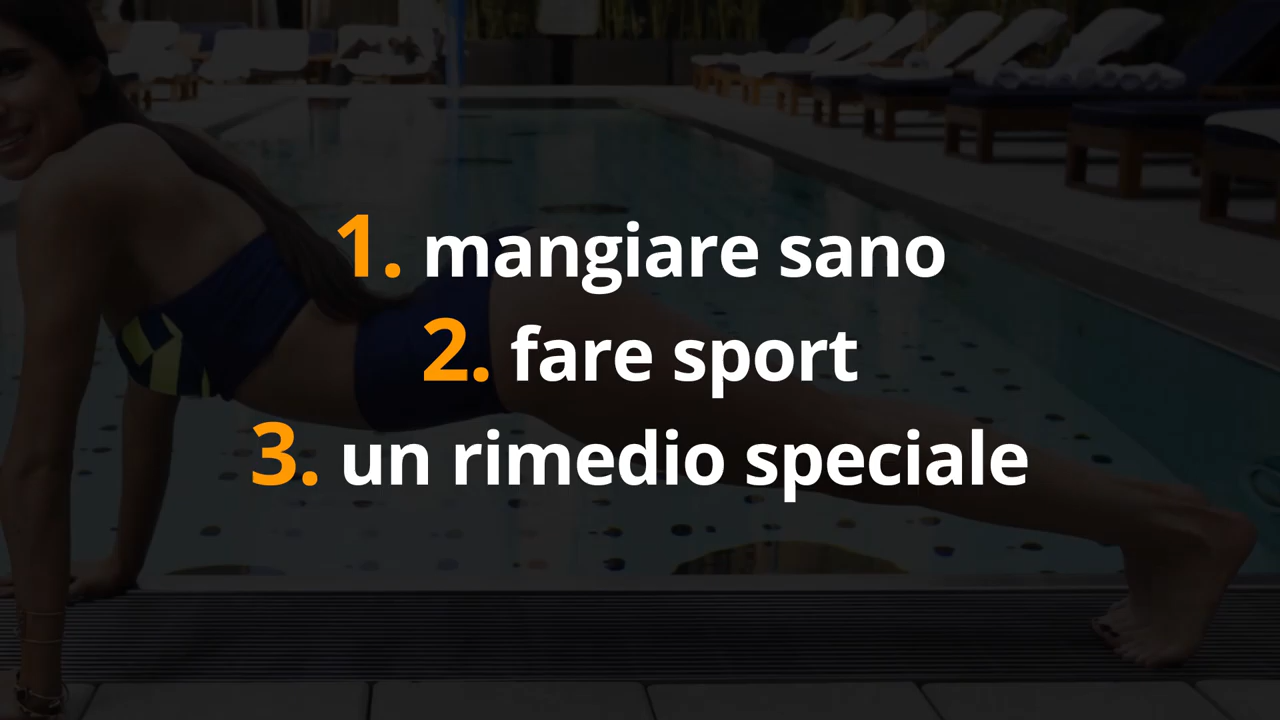 1. mangiare sano
2. fare sport
3. un rimedio speciale